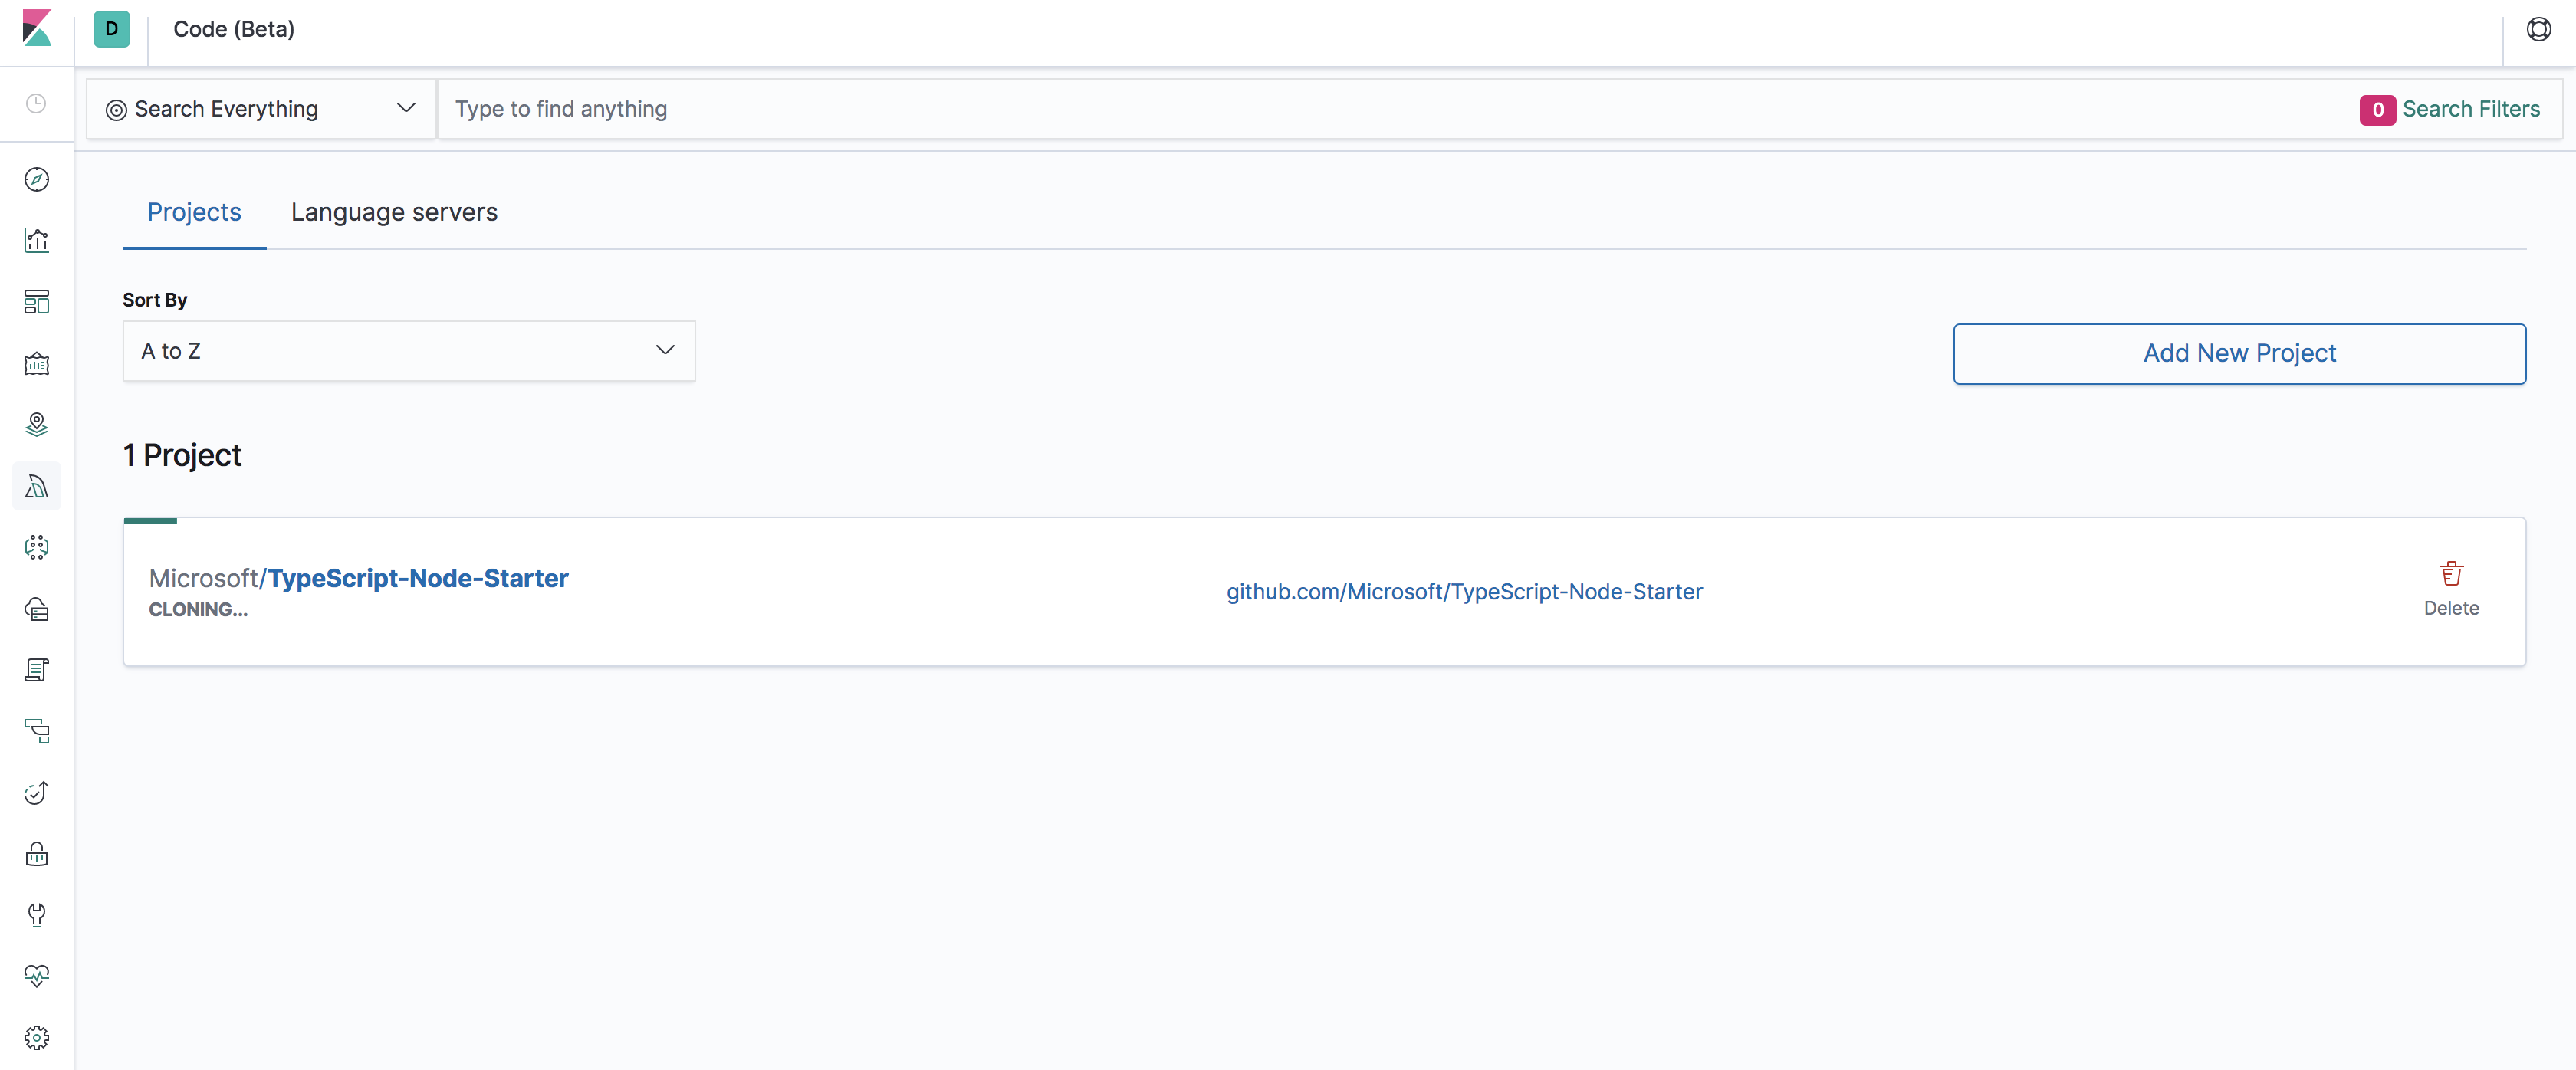 D
Code (Beta)
Search Everything
Type to find anything
0 Search Filters
Projects
Language servers
Sort By
A to Z
Add New Project
1 Project
Microsoft/TypeScript-Node-Starter
CLONING...
github.com/Microsoft/TypeScript-Node-Starter
Delete